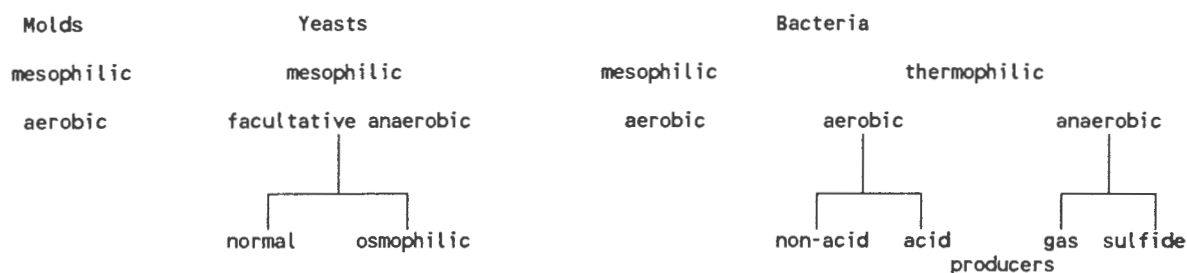 Molds Yeasts Bacteria
mesophilic mesophilic mesophilic thermophilic
aerobic facultative anaerobic aerobic aerobic anaerobic
normal osmophilic non-acid acid gas sulfide
producers